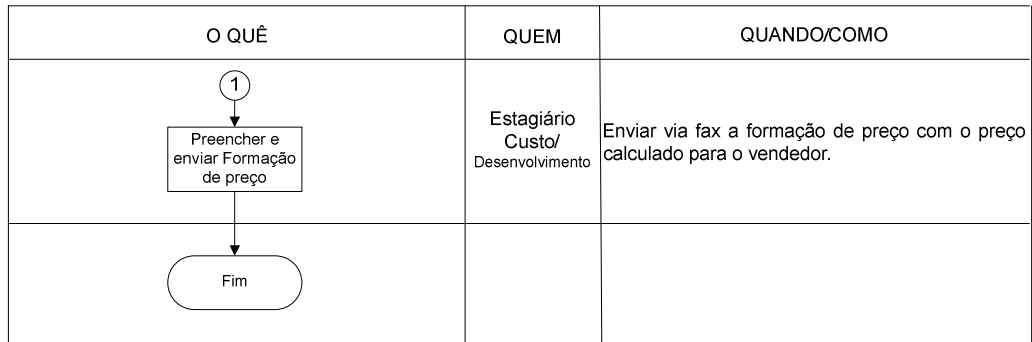 O QUÊ
QUEM
QUANDO/COMO
1
Preencher e
enviar Formação
de preço
Estagiário
Custo/
Desenvolvimento
Enviar via fax a formação de preço com o preço
calculado para o vendedor.
Fim